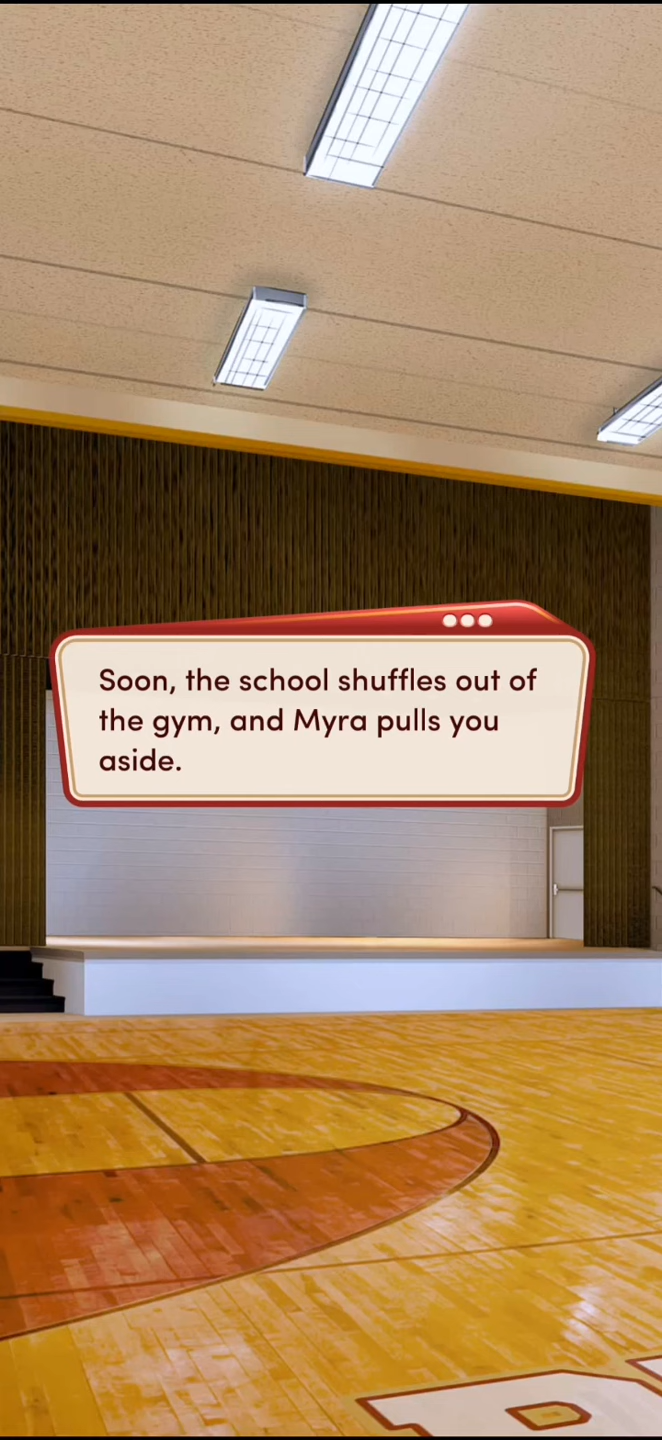 Soon, the school shuffles out of
the gym, and Myra pulls you
aside.